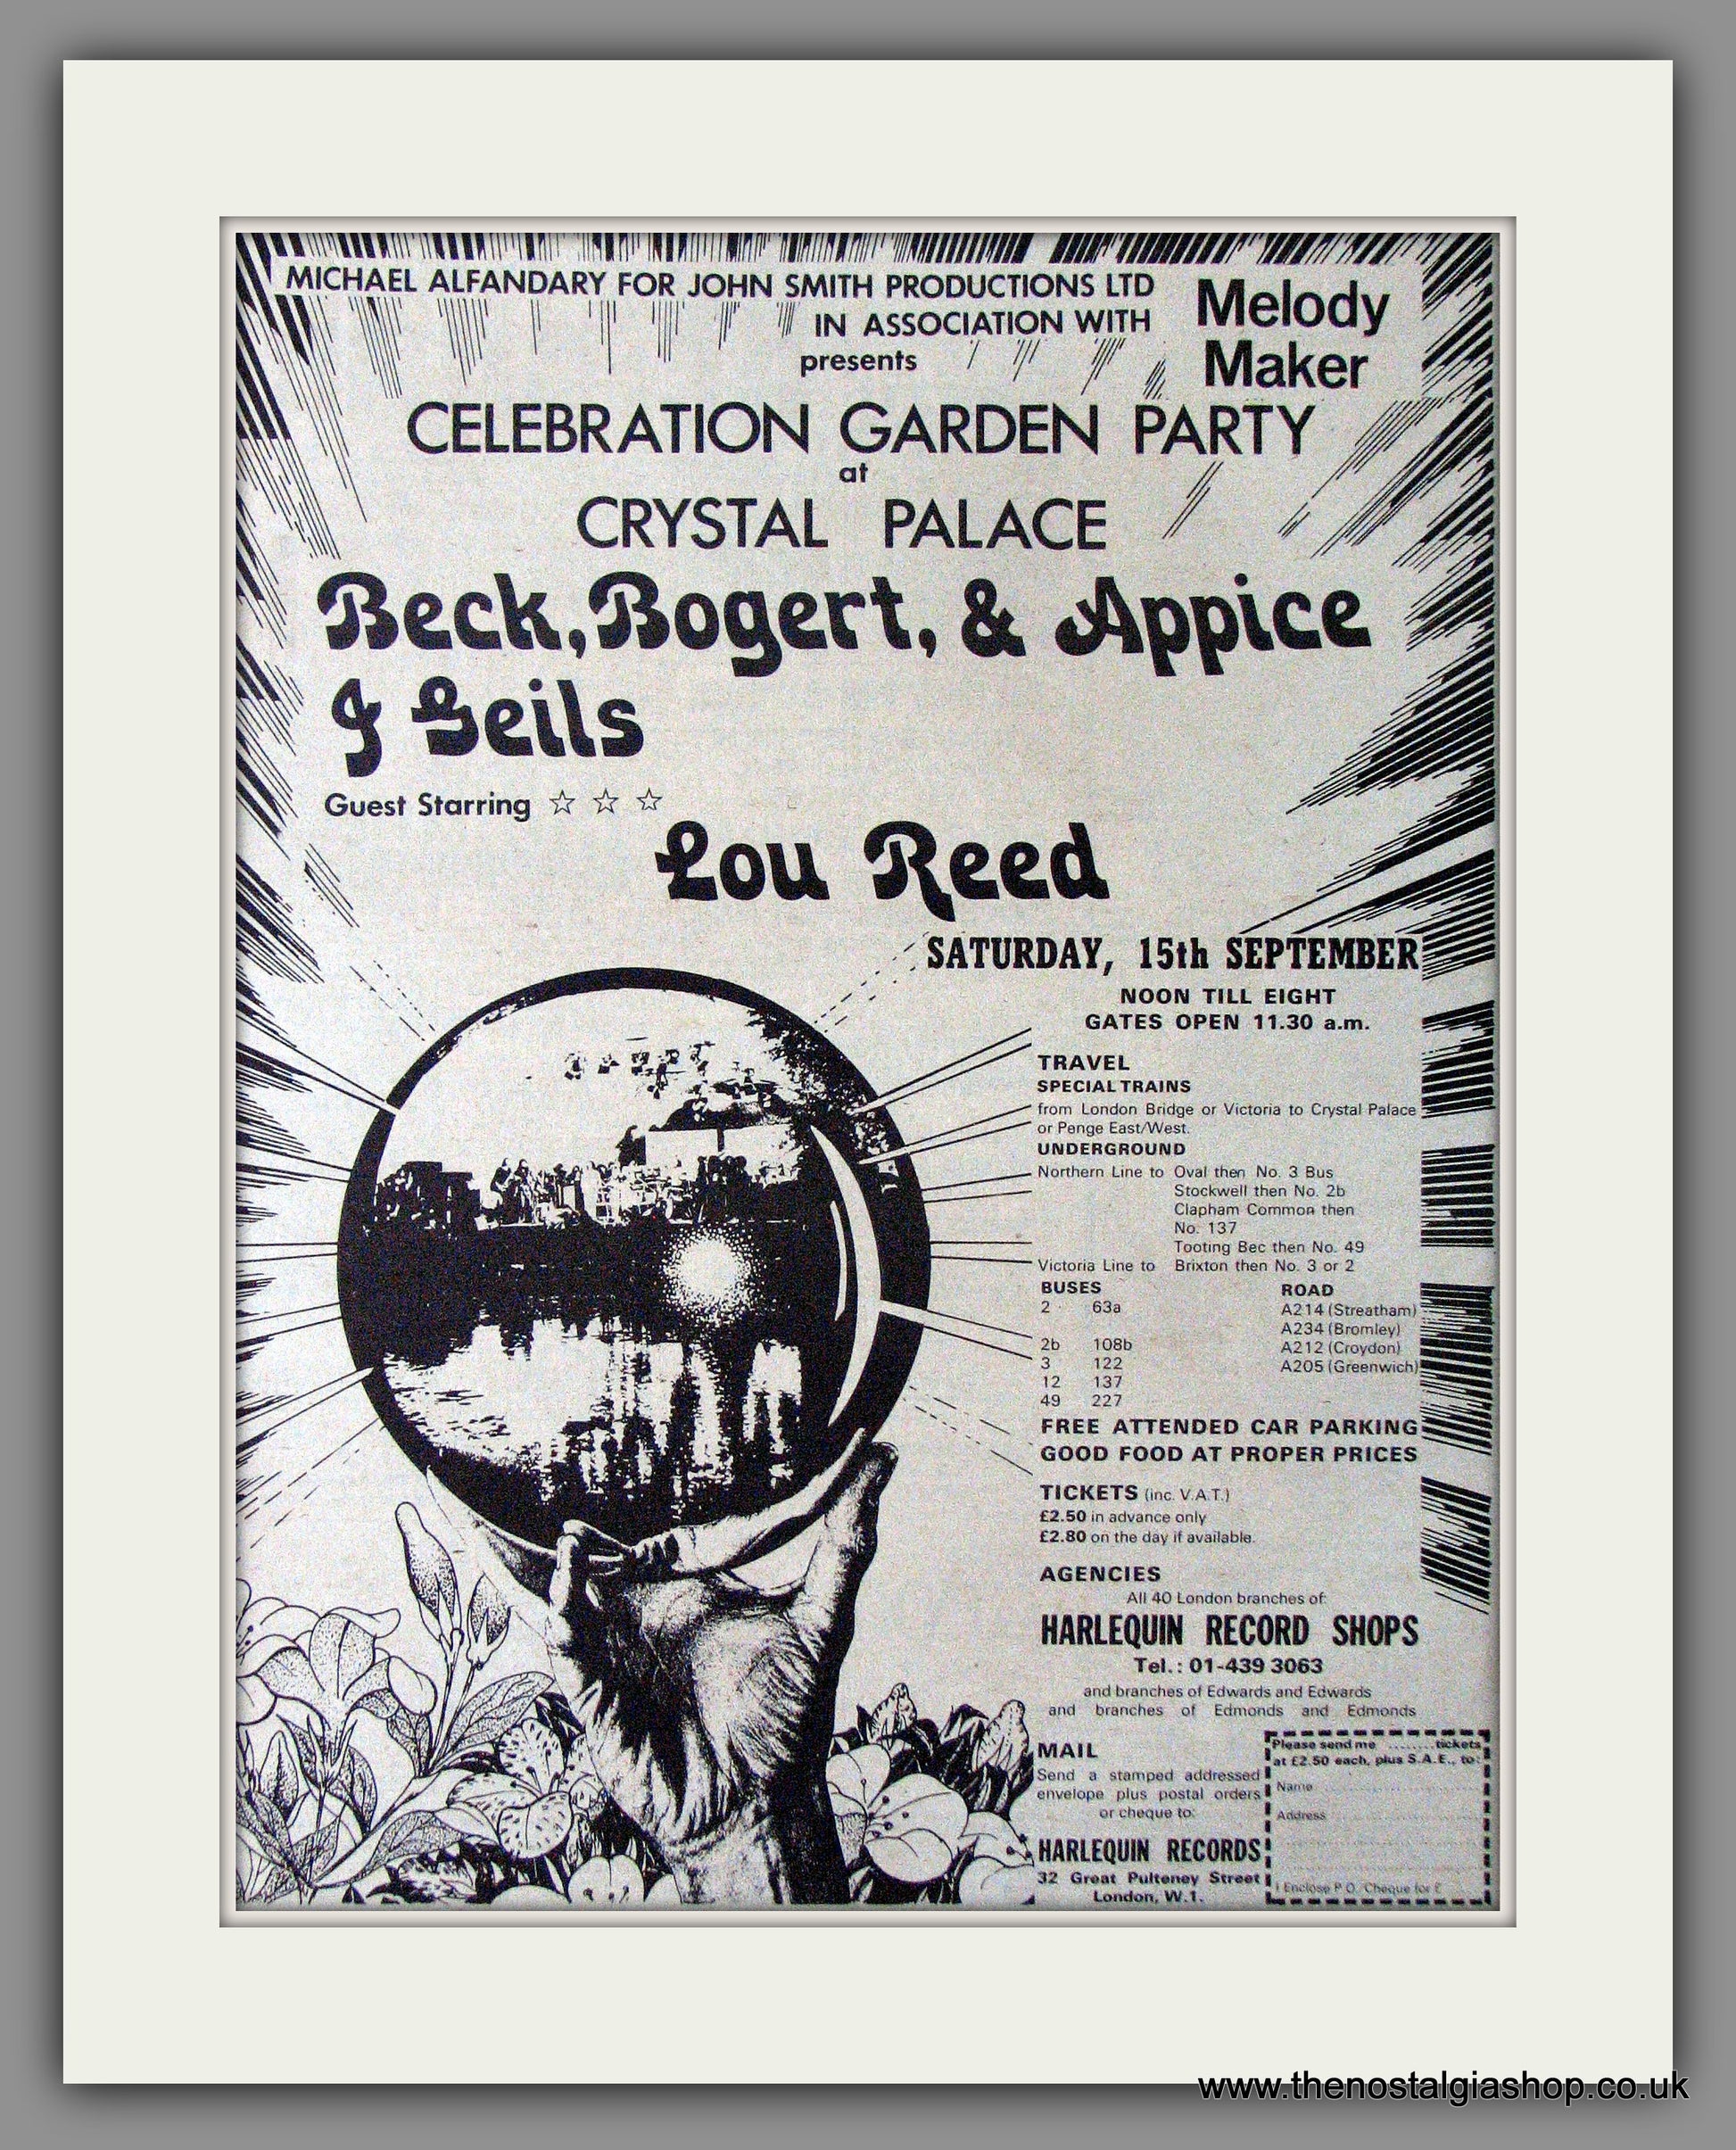 MICHAEL ALFANDARY FOR JOHN SMITH PRODUCTIONS LTD
IN ASSOCIATION WITH
Melody
Maker
presents
CELEBRATION GARDEN PARTY
at
CRYSTAL PALACE
Beck, Bogert, & Appice
J Geils
Guest Starring ☆ ☆ ☆
Lou Reed
SATURDAY, 15th SEPTEMBER
NOON TILL EIGHT
GATES OPEN 11.30 a.m.
TRAVEL
SPECIAL TRAINS
from London Bridge or Victoria to Crystal Palace
or Penge East/West.
UNDERGROUND
Northern Line to Oval then No. 3 Bus
Stockwell then No. 2b
Clapham Common then
No. 137
Tooting Bec then No. 49
Victoria Line to Brixton then No. 3 or 2
BUSES
2 63a
2b 108b
3 122
12 137
49 227
ROAD
A214 (Streatham)
A234 (Bromley)
A212 (Croydon)
A205 (Greenwich)
FREE ATTENDED CAR PARKING
GOOD FOOD AT PROPER PRICES
TICKETS (inc. V.A.T.)
£2.50 in advance only
£2.80 on the day if available.
AGENCIES
All 40 London branches of:
HARLEQUIN RECORD SHOPS
Tel.: 01-439 3063
and branches of Edwards and Edwards
and branches of Edmonds and Edmonds
MAIL
Send a stamped addressed
envelope plus postal orders
or cheque to:
HARLEQUIN RECORDS
32 Great Pulteney Street
London, W.1.
Please send me ........ tickets
at £2.50 each, plus S.A.E., to:
Name
Address
I Enclose P.O./Cheque for £
www.thenostalgiashop.co.uk